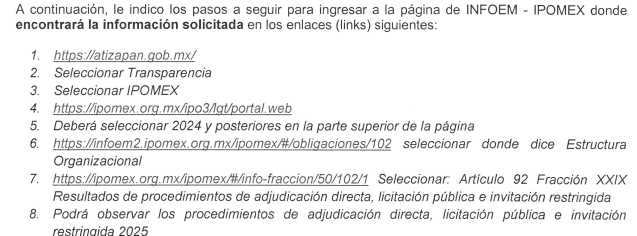 A continuación, le indico los pasos a seguir para ingresar a la página de INFOEM - IPOMEX donde
encontrará la información solicitada en los enlaces (links) siguientes:
1. https://atizapan.gob.mx/
2. Seleccionar Transparencia
3. Seleccionar IPOMEX
4. https://ipomex.org.mx/ipo3/lgt/portal.web
5. Deberá seleccionar 2024 y posteriores en la parte superior de la página
6. https://infoem2.ipomex.org.mx/ipomex/#/obligaciones/102 seleccionar donde dice Estructura
Organizacional
7. https://ipomex.org.mx/ipomex/#/info-fraccion/50/102/1 Seleccionar: Artículo 92 Fracción XXIX
Resultados de procedimientos de adjudicación directa, licitación pública e invitación restringida
8. Podrá observar los procedimientos de adjudicación directa, licitación pública e invitación
restringida 2025